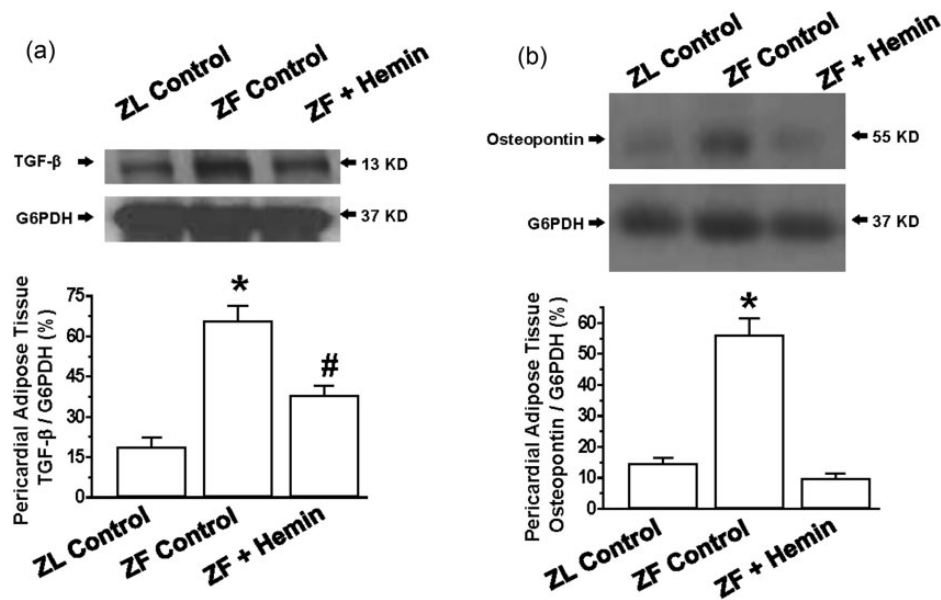 (a)
ZL Control
ZF Control
ZF + Hemin
TGF-β
13 KD
G6PDH
37 KD
Pericardial Adipose Tissue
TGF-β / G6PDH (%)
75
60
45
30
15
0
*
#
ZL Control
ZF Control
ZF + Hemin
(b)
ZL Control
ZF Control
ZF + Hemin
Osteopontin
55 KD
G6PDH
37 KD
Pericardial Adipose Tissue
Osteopontin / G6PDH (%)
60
50
40
30
20
10
0
*
ZL Control
ZF Control
ZF + Hemin